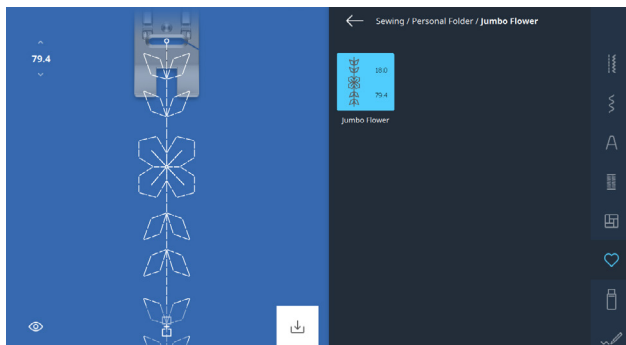 79.4
Sewing / Personal Folder / Jumbo Flower
18.0
79.4
Jumbo Flower
A